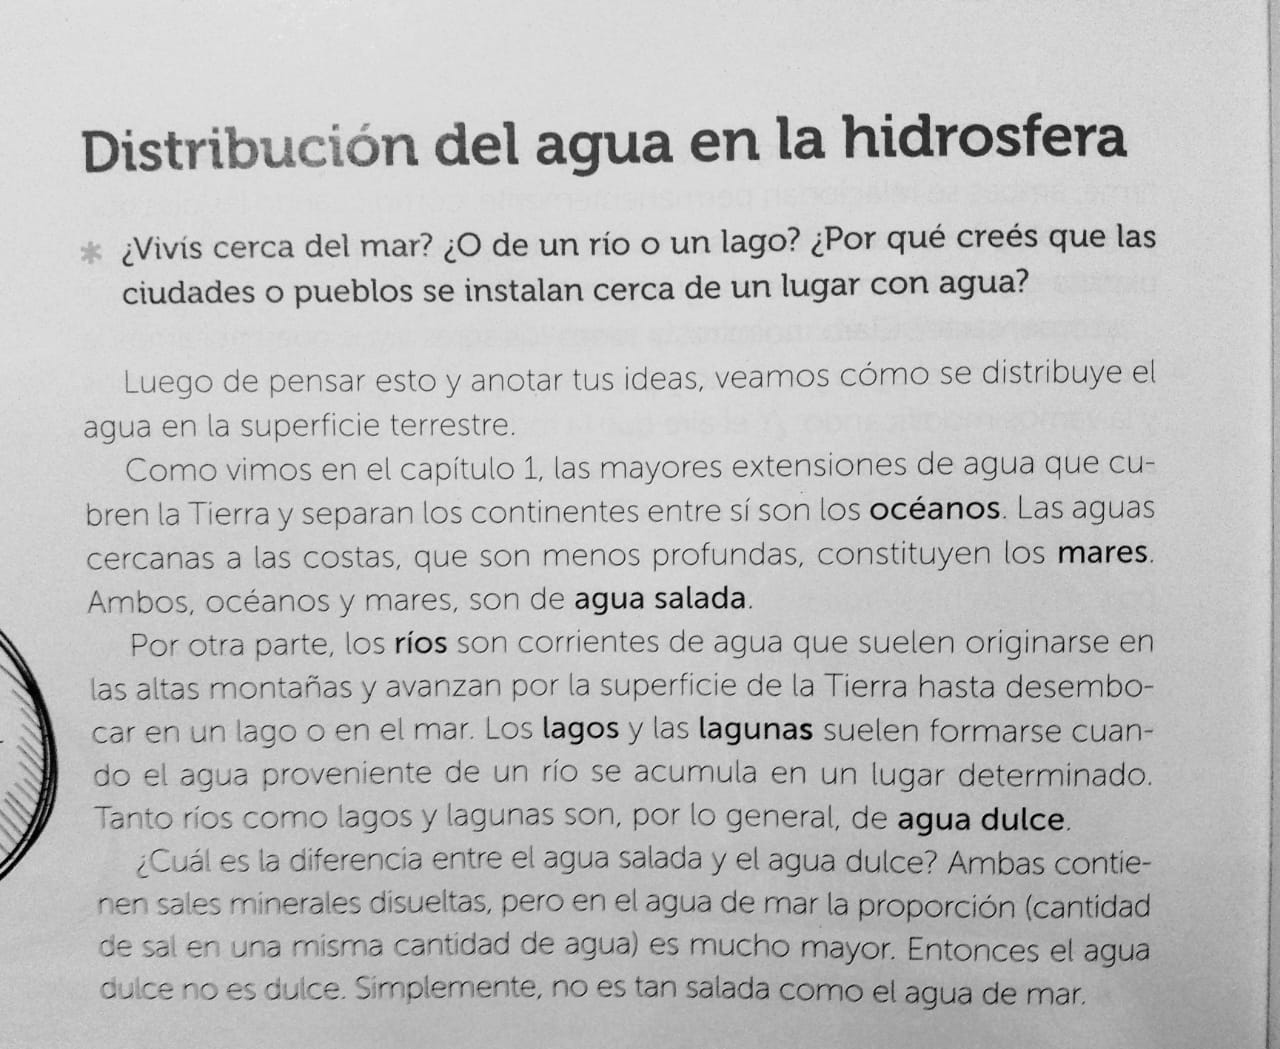 Distribución del agua en la hidrosfera
* ¿Vivís cerca del mar? ¿O de un río o un lago? ¿Por qué creés que las
ciudades o pueblos se instalan cerca de un lugar con agua?
Luego de pensar esto y anotar tus ideas, veamos cómo se distribuye el
agua en la superficie terrestre.
Como vimos en el capítulo 1, las mayores extensiones de agua que cu-
bren la Tierra y separan los continentes entre sí son los océanos. Las aguas
cercanas a las costas, que son menos profundas, constituyen los mares.
Ambos, océanos y mares, son de agua salada.
Por otra parte, los ríos son corrientes de agua que suelen originarse en
las altas montañas y avanzan por la superficie de la Tierra hasta desembo-
car en un lago o en el mar. Los lagos y las lagunas suelen formarse cuan-
do el agua proveniente de un río se acumula en un lugar determinado.
Tanto ríos como lagos y lagunas son, por lo general, de agua dulce.
¿Cuál es la diferencia entre el agua salada y el agua dulce? Ambas contie-
nen sales minerales disueltas, pero en el agua de mar la proporción (cantidad
de sal en una misma cantidad de agua) es mucho mayor. Entonces el agua
dulce no es dulce. Simplemente, no es tan salada como el agua de mar.